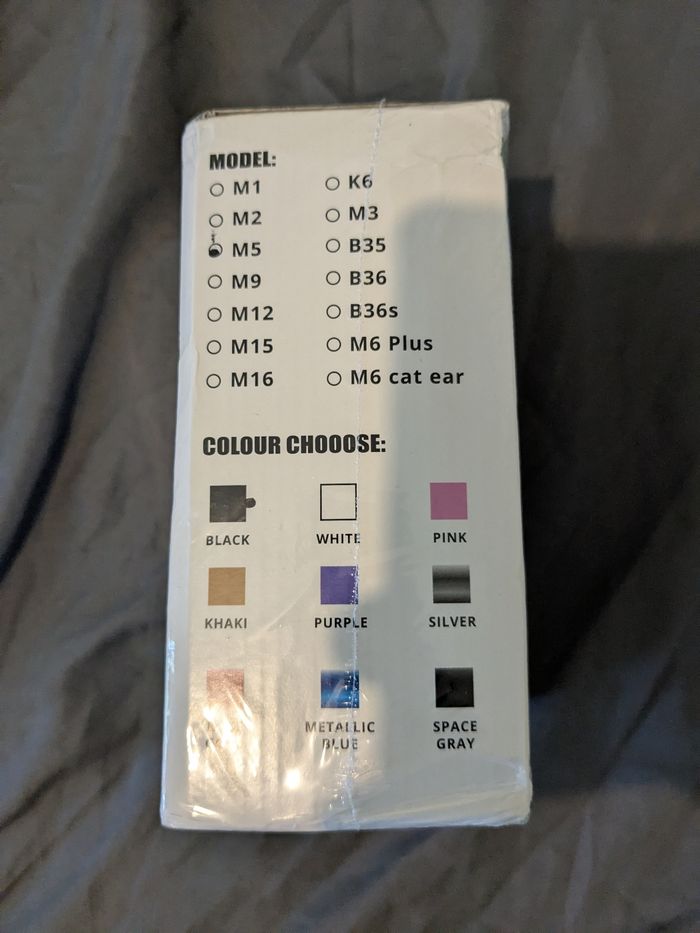 MODEL:
M1
K6
M2
M3
M5
B35
M9
B36
M12
B36s
M15
M6 Plus
M16
M6 cat ear
COLOUR CHOOOSE:
BLACK
WHITE
PINK
KHAKI
PURPLE
SILVER
METALLIC
BLUE
SPACE
GRAY